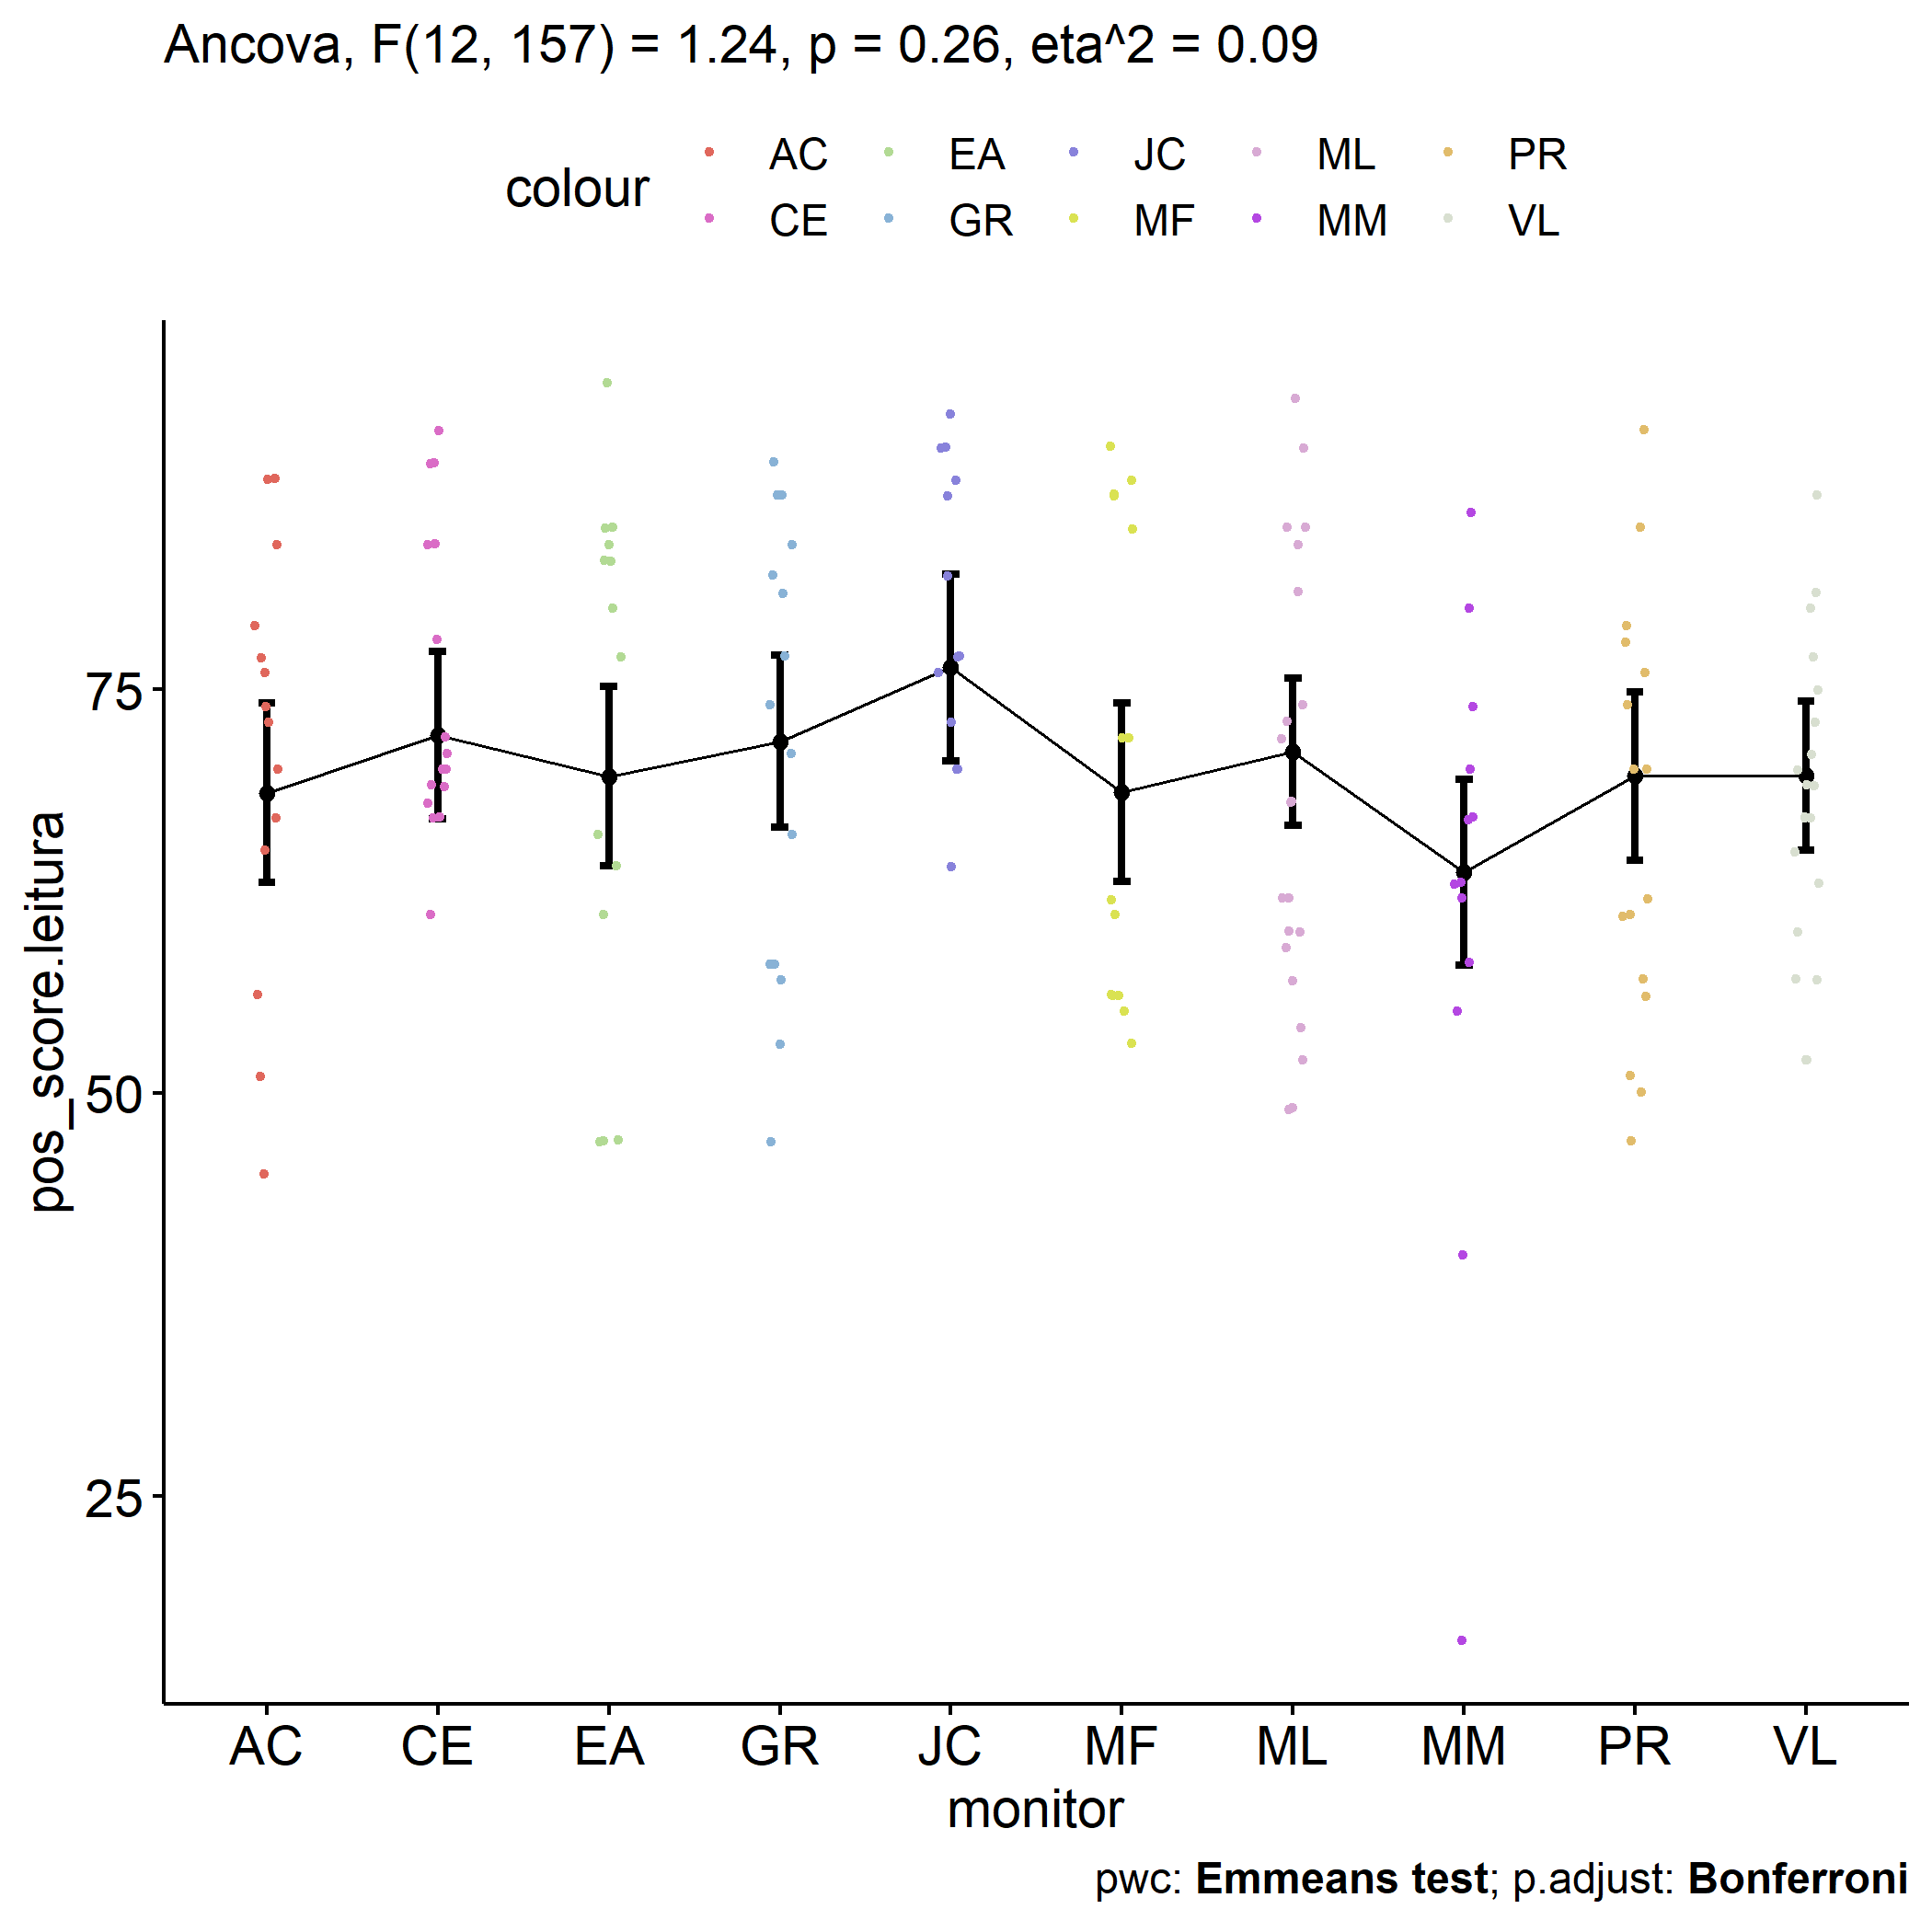 Ancova, F(12, 157) = 1.24, p = 0.26, eta^2 = 0.09
colour
AC EA JC ML PR
CE GR MF MM VL
pos_score.leitura
75
50
25
AC CE EA GR JC MF ML MM PR VL
monitor
pwc: Emmeans test; p.adjust: Bonferroni